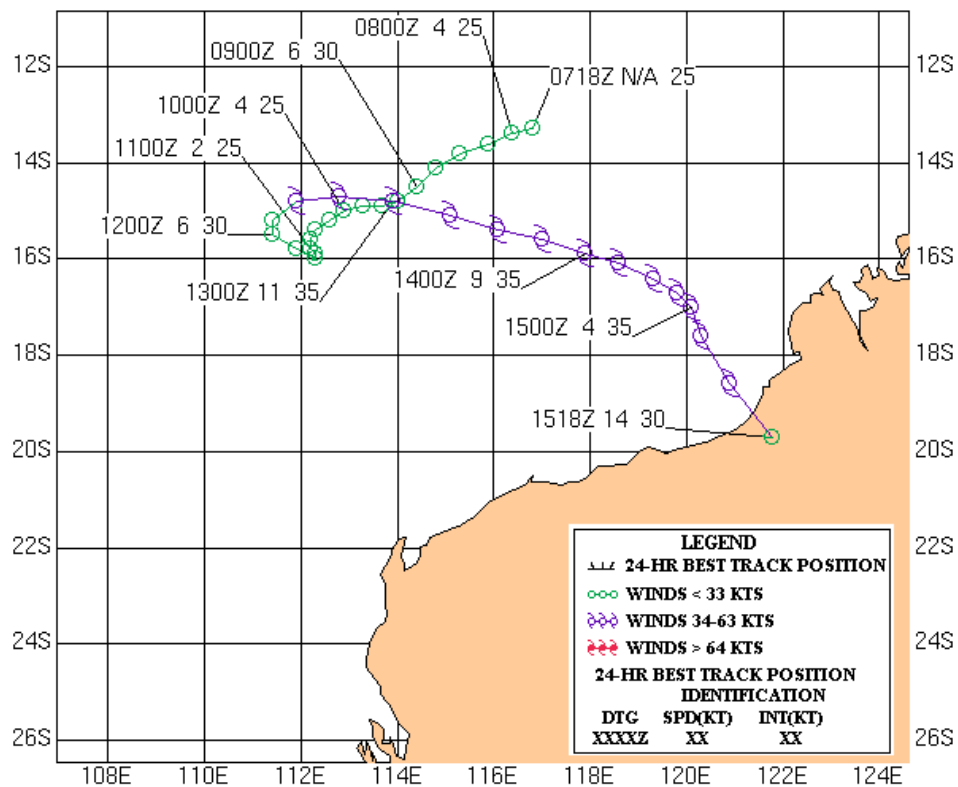 0800Z 4 25
12S
0900Z 6 30
12S
0718Z N/A 25
1000Z 4 25
1100Z 2 25
14S
14S
1200Z 6 30
16S
16S
1300Z 11 35
1400Z 9 35
1500Z 4 35
18S
18S
1518Z 14 30
20S
20S
22S
22S
LEGEND
24-HR BEST TRACK POSITION
WINDS < 33 KTS
WINDS 34-63 KTS
WINDS > 64 KTS
24-HR BEST TRACK POSITION
IDENTIFICATION
DTG SPD(KT) INT(KT)
XXXXZ XX XX
24S
24S
26S
26S
108E 110E 112E 114E 116E 118E 120E 122E 124E